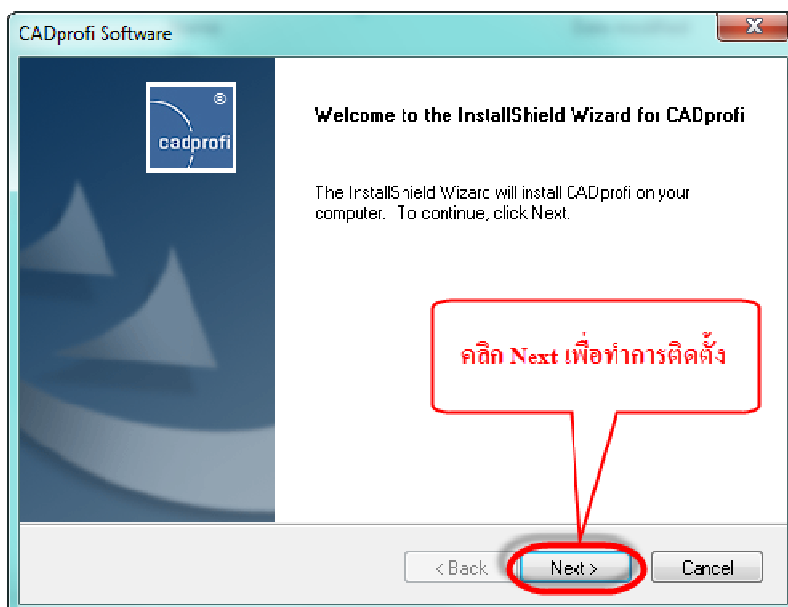 CADprofi Software
®
cadprofi
Welcome to the InstallShield Wizard for CADprofi
The InstallShield Wizard will install CADprofi on your
computer. To continue, click Next.
คลิก Next เพื่อทำการติดตั้ง
< Back
Next >
Cancel